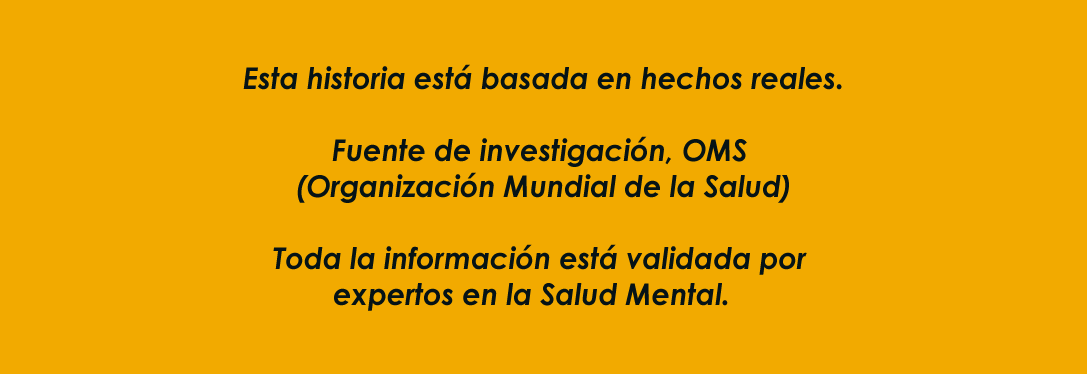 Esta historia está basada en hechos reales.
Fuente de investigación, OMS
(Organización Mundial de la Salud)
Toda la información está validada por
expertos en la Salud Mental.